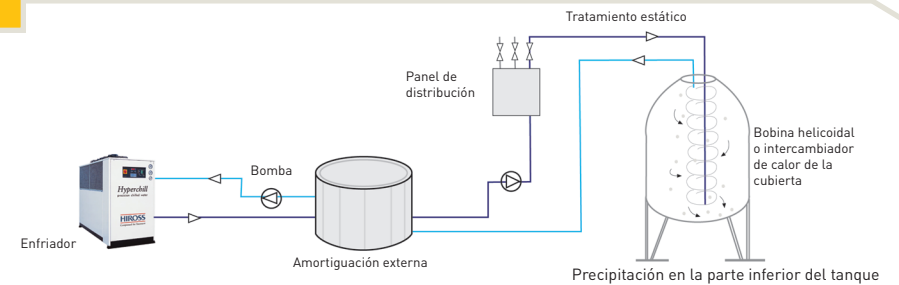 Tratamiento estático
Panel de
distribución
Bobina helicoidal
o intercambiador
de calor de la
cubierta
Bomba
Hyperchill
HIROSS
Enfriador
Amortiguación externa
Precipitación en la parte inferior del tanque